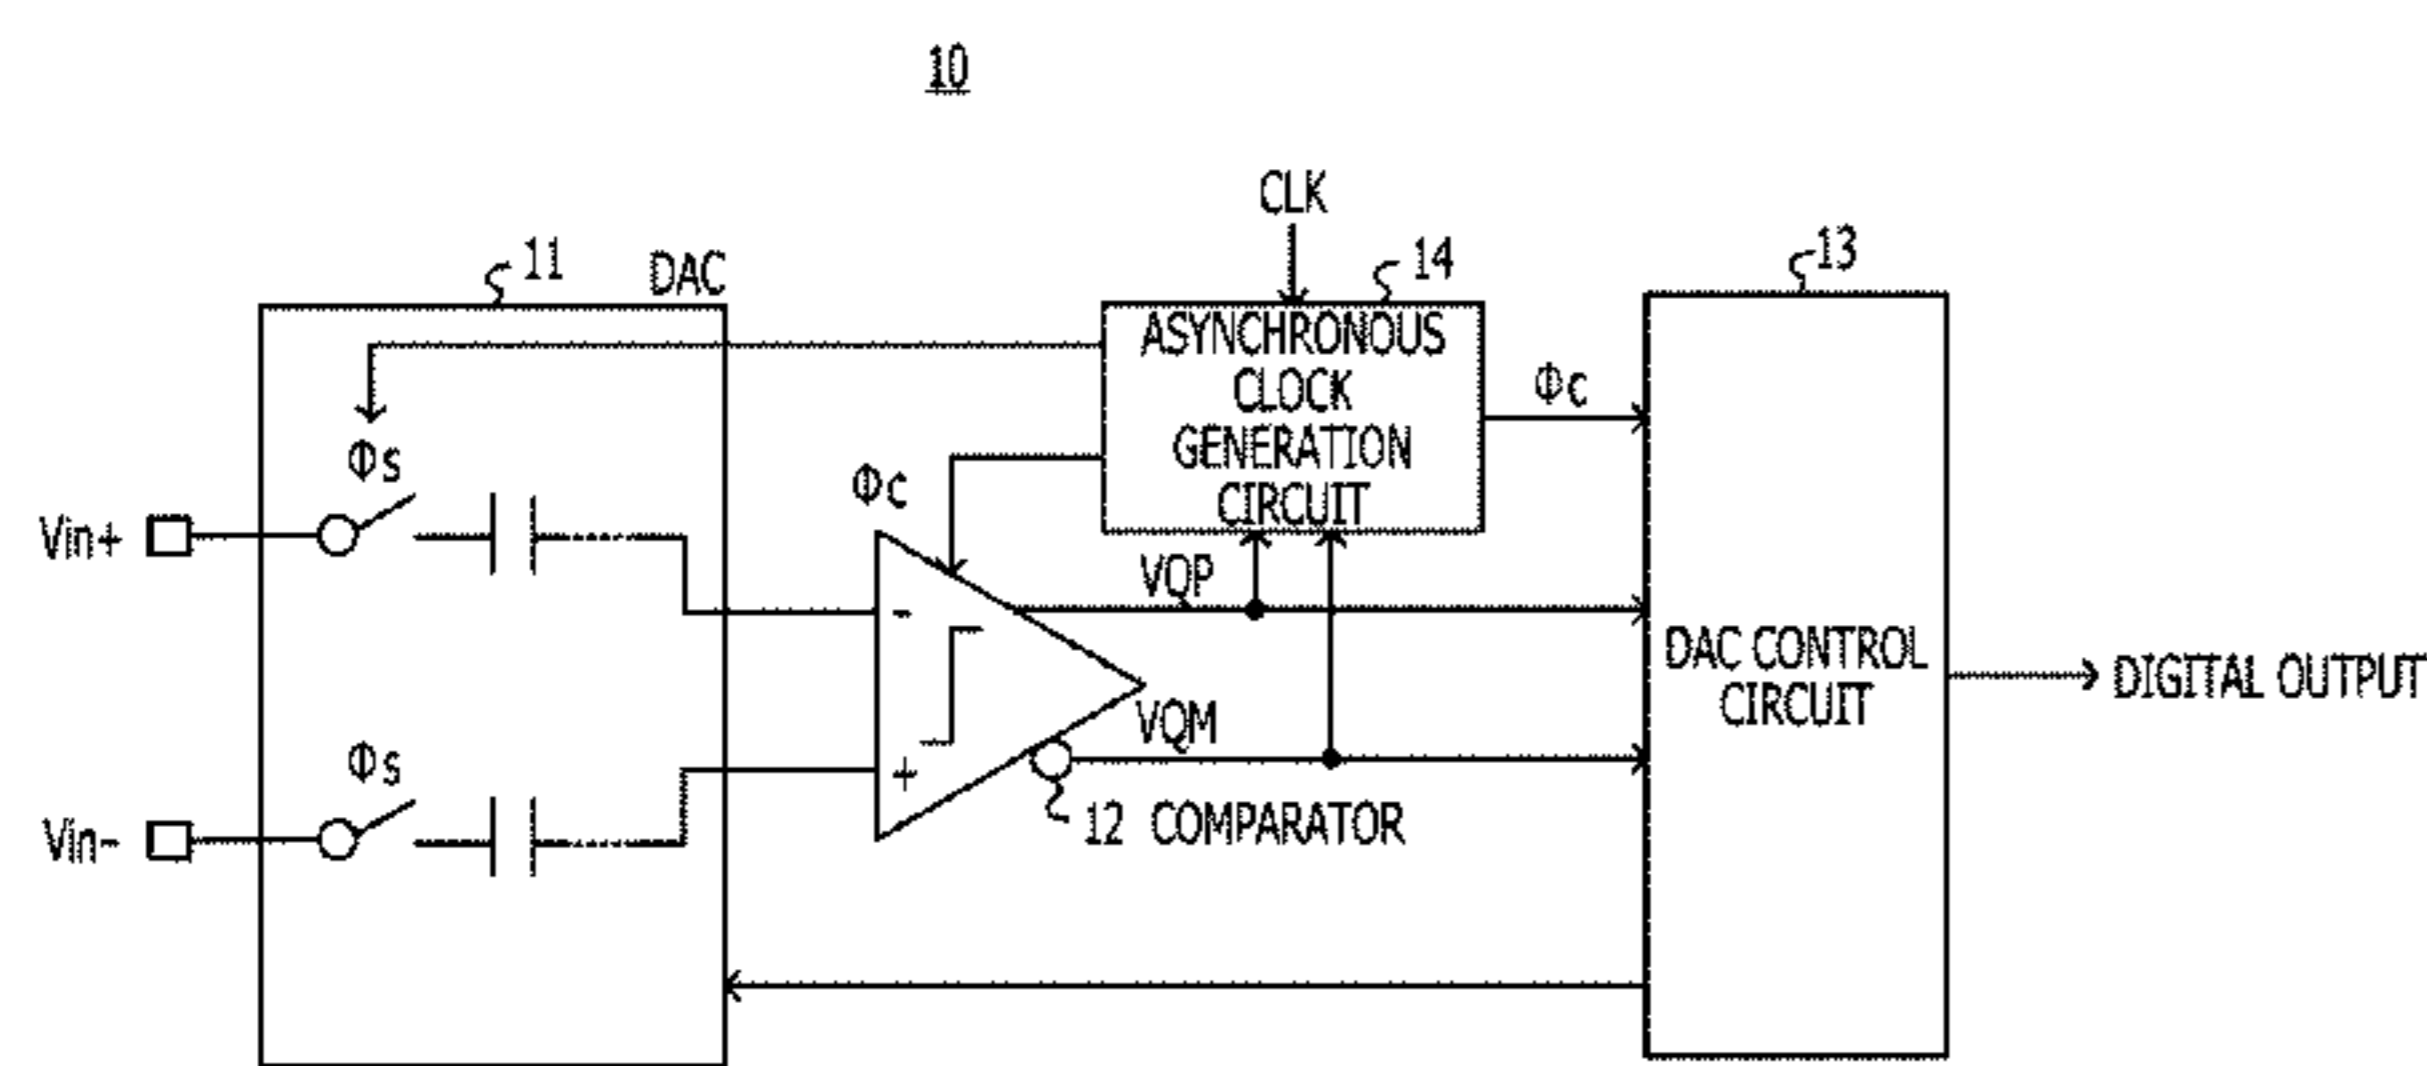 10
CLK
11
DAC
14
13
ASYNCHRONOUS
CLOCK
GENERATION
CIRCUIT
Φc
Φs
Φc
Vin+
-
VQP
DAC CONTROL
CIRCUIT
DIGITAL OUTPUT
VQM
Φs
+
12 COMPARATOR
Vin-